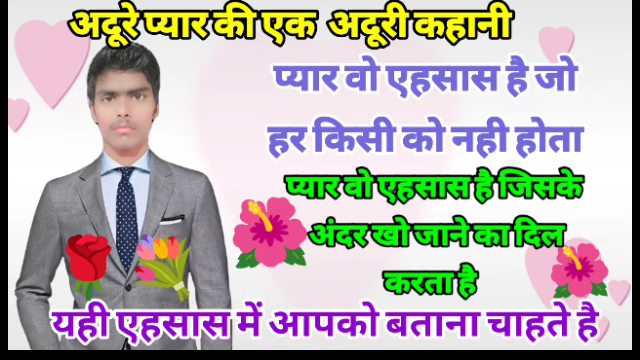 अदूरे प्यार की एक अदूरी कहानी
प्यार वो एहसास है जो
हर किसी को नही होता
प्यार वो एहसास है जिसके
अंदर खो जाने का दिल
करता है
यही एहसास में आपको बताना चाहते है